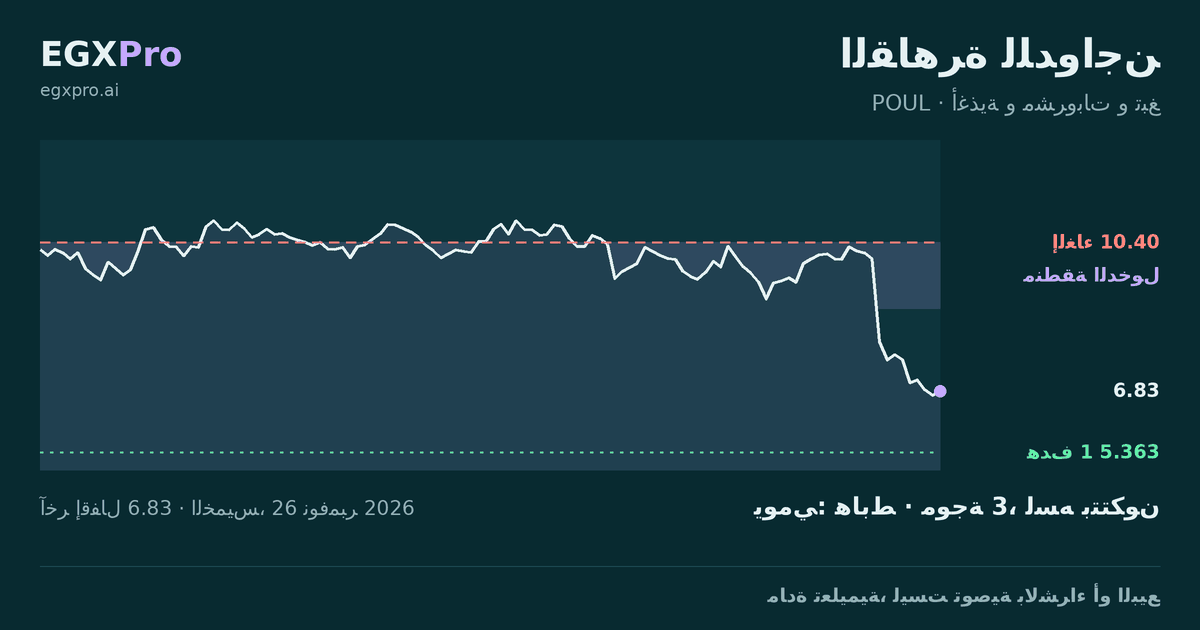 EGXPro
egxpro.ai
القاهرة الدواجن
POUL · أغذية و مشروبات و تبغ
إلغاء 10.40
منطقة الدخول
6.83
هدف 1 5.363
آخر إقفال 6.83 · الخميس، 26 نوفمبر 2026
يومي: هابط · موجة 3، لسه بتتكون
مادة تعليمية، ليست توصية بالشراء أو البيع